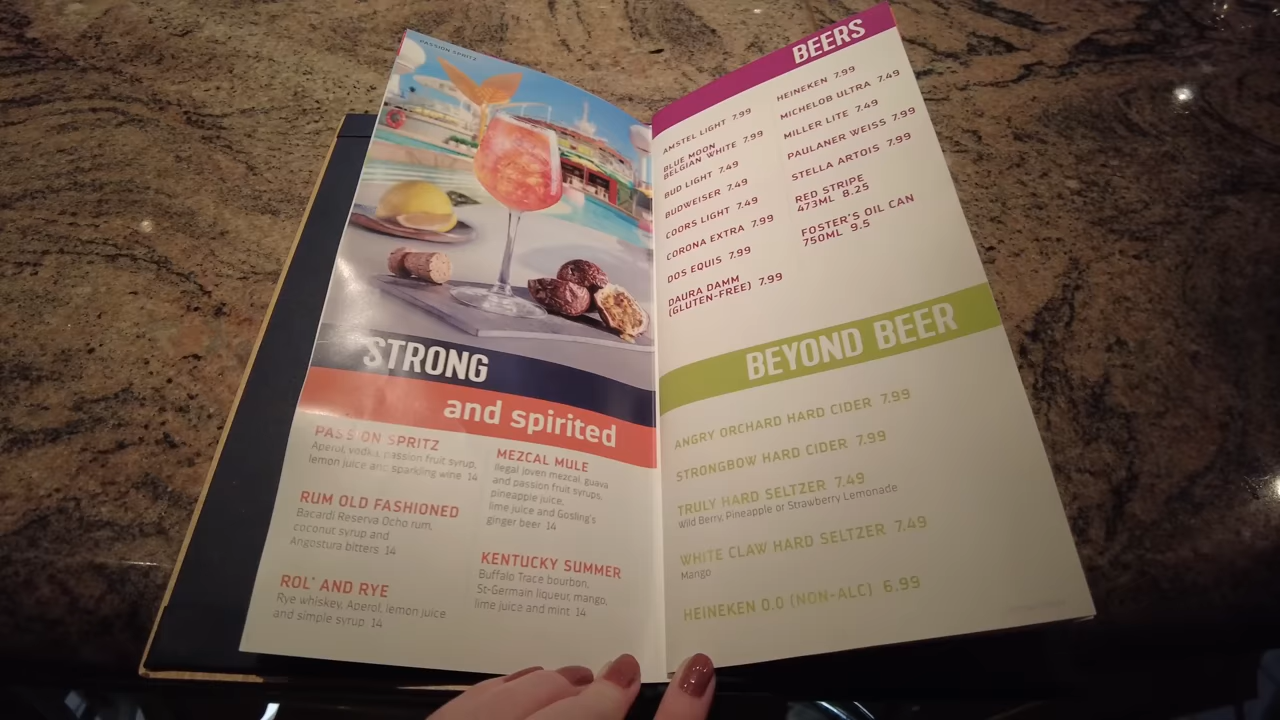 PASSION SPRITZ
STRONG
and spirited
PASSION SPRITZ
Aperol, vodka, passion fruit syrup,
lemon juice and sparkling wine 14
RUM OLD FASHIONED
Bacardi Reserva Ocho rum,
coconut syrup and
Angostura bitters 14
ROL* AND RYE
Rye whiskey, Aperol, lemon juice
and simple syrup 14
MEZCAL MULE
Ilegal joven mezcal, guava
and passion fruit syrups,
pineapple juice,
lime juice and Gosling's
ginger beer 14
KENTUCKY SUMMER
Buffalo Trace bourbon,
St-Germain liqueur, mango,
lime juice and mint 14
BEERS
AMSTEL LIGHT 7.99
BLUE MOON
BELGIAN WHITE 7.99
BUD LIGHT 7.49
BUDWEISER 7.49
COORS LIGHT 7.49
CORONA EXTRA 7.99
DOS EQUIS 7.99
DAURA DAMM
(GLUTEN-FREE) 7.99
HEINEKEN 7.99
MICHELOB ULTRA 7.49
MILLER LITE 7.49
PAULANER WEISS 7.99
STELLA ARTOIS 7.99
RED STRIPE
473ML 8.25
FOSTER'S OIL CAN
750ML 9.5
BEYOND BEER
ANGRY ORCHARD HARD CIDER 7.99
STRONGBOW HARD CIDER 7.99
TRULY HARD SELTZER 7.49
Wild Berry, Pineapple or Strawberry Lemonade
WHITE CLAW HARD SELTZER 7.49
Mango
HEINEKEN 0.0 (NON-ALC) 6.99